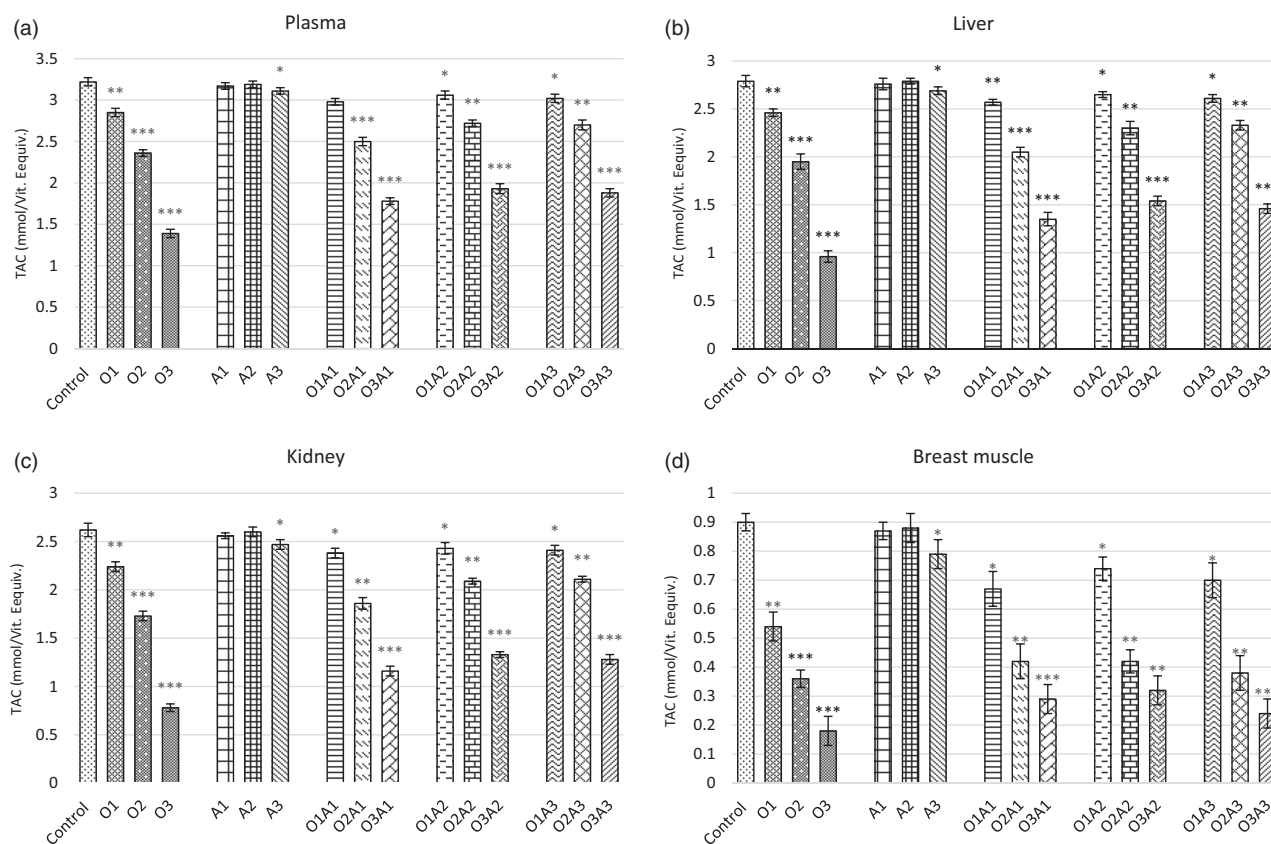 (a)
Plasma
TAC (mmol/Vit. Eequiv.)
3.5
3
2.5
2
1.5
1
0.5
0
** *** *** * *** *** * ** *** * ** ***
Control O1 O2 O3 A1 A2 A3 O1A1 O2A1 O3A1 O1A2 O2A2 O3A2 O1A3 O2A3 O3A3
(b)
Liver
TAC (mmol/Vit. Eequiv.)
3
2.5
2
1.5
1
0.5
0
** *** *** * ** *** *** * ** *** * ** **
Control O1 O2 O3 A1 A2 A3 O1A1 O2A1 O3A1 O1A2 O2A2 O3A2 O1A3 O2A3 O3A3
(c)
Kidney
TAC (mmol/Vit. Eequiv.)
3
2.5
2
1.5
1
0.5
0
** *** *** * * ** *** * ** *** * ** ***
Control O1 O2 O3 A1 A2 A3 O1A1 O2A1 O3A1 O1A2 O2A2 O3A2 O1A3 O2A3 O3A3
(d)
Breast muscle
TAC (mmol/Vit. Eequiv.)
1
0.9
0.8
0.7
0.6
0.5
0.4
0.3
0.2
0.1
0
** *** *** * * ** *** * ** ** * ** **
Control O1 O2 O3 A1 A2 A3 O1A1 O2A1 O3A1 O1A2 O2A2 O3A2 O1A3 O2A3 O3A3